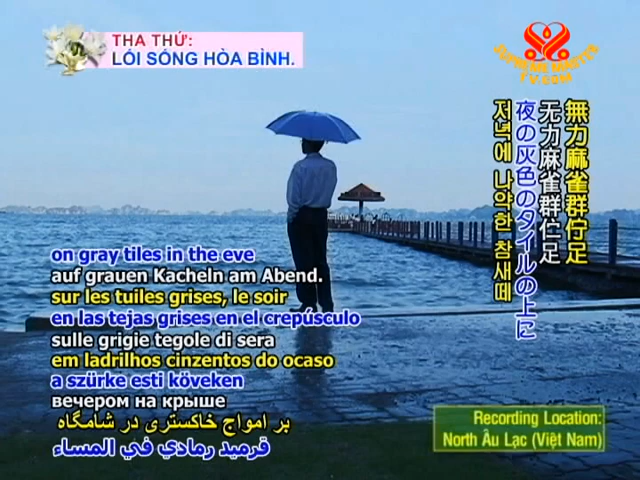 THA THỨ:
LỐI SỐNG HÒA BÌNH.
SUPREME MASTER
TV.COM
無力麻雀群佇足
无力麻雀群伫足
夜の灰色のタイルの上に
저녁에 나약한 참새떼
on gray tiles in the eve
auf grauen Kacheln am Abend.
sur les tuiles grises, le soir
en las tejas grises en el crepúsculo
sulle grigie tegole di sera
em ladrilhos cinzentos do ocaso
a szürke esti köveken
вечером на крыше
بر امواج خاکستری در شامگاه
قرميد رمادي في المساء
Recording Location:
North Âu Lạc (Việt Nam)